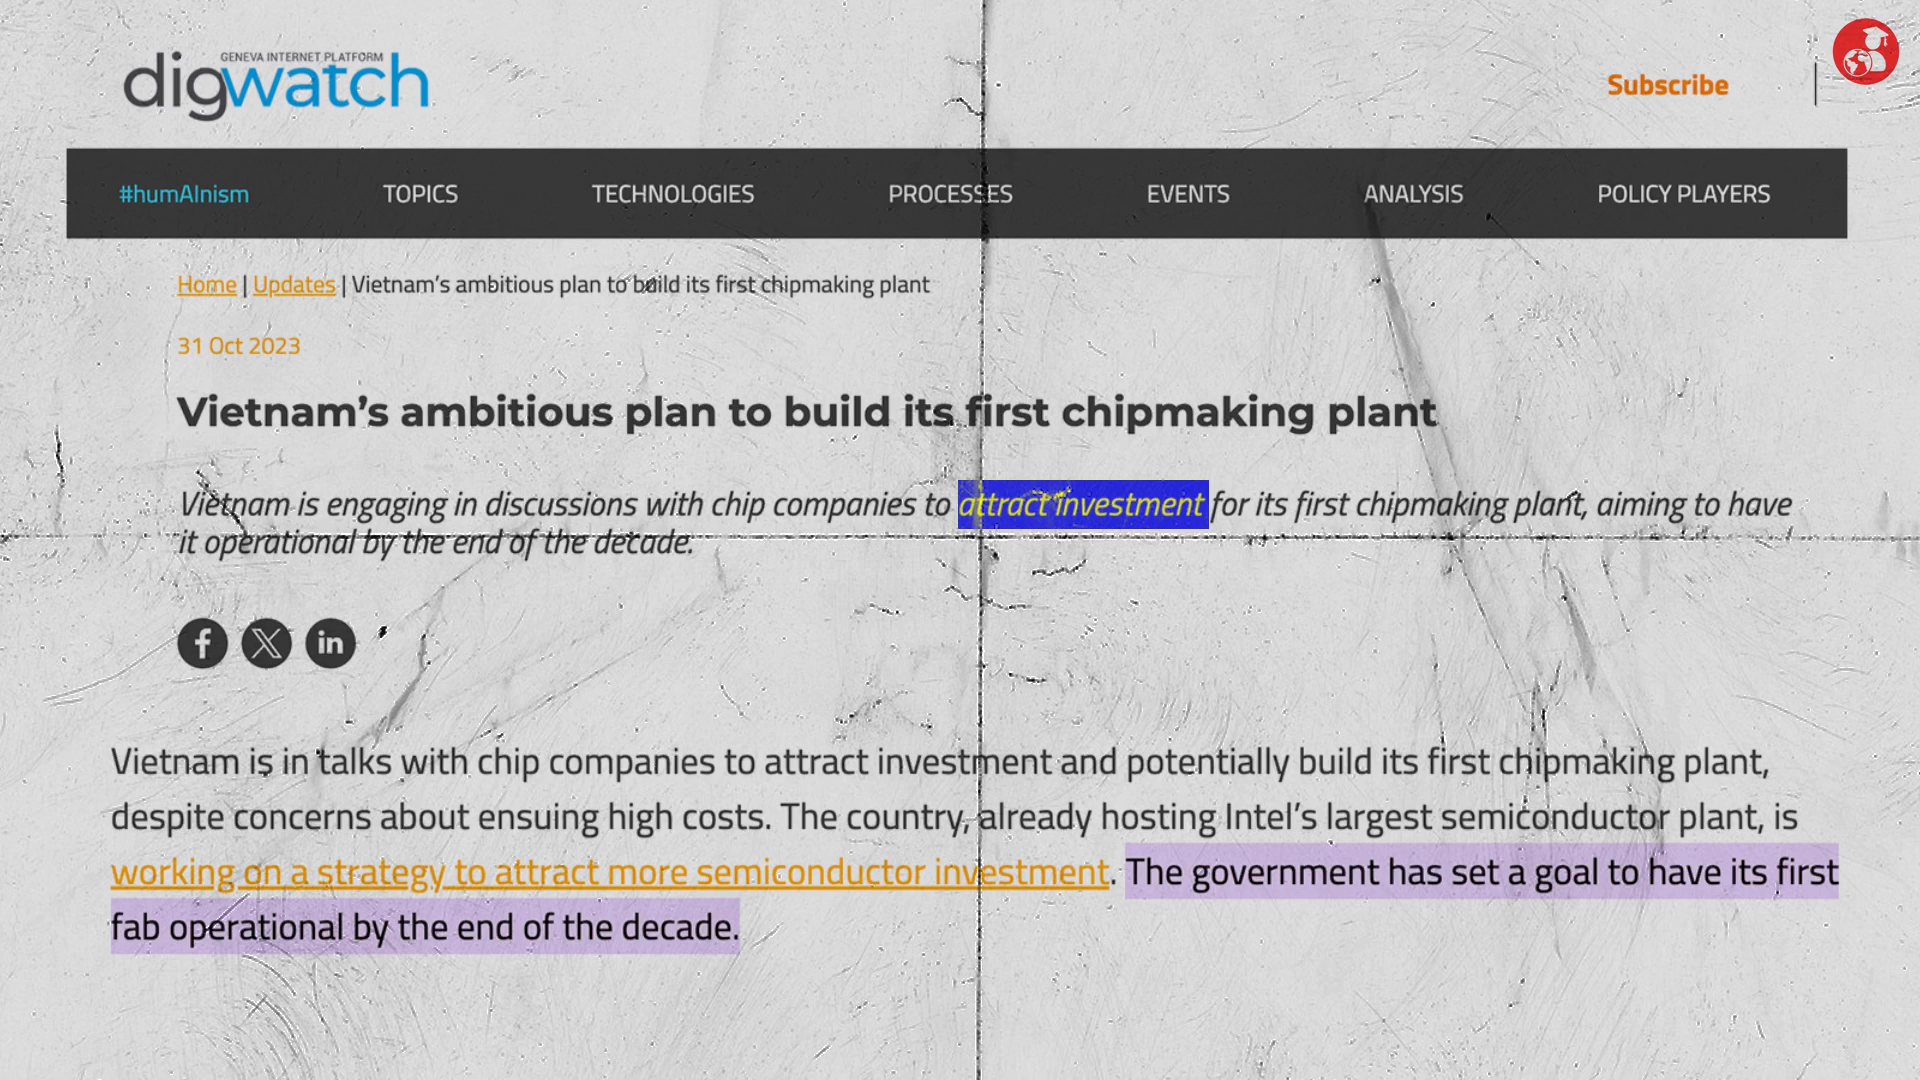 GENEVA INTERNET PLATFORM
digwatch
Subscribe
#humAInism TOPICS TECHNOLOGIES PROCESSES EVENTS ANALYSIS POLICY PLAYERS
Home | Updates | Vietnam’s ambitious plan to build its first chipmaking plant
31 Oct 2023
Vietnam’s ambitious plan to build its first chipmaking plant
Vietnam is engaging in discussions with chip companies to attract investment for its first chipmaking plant, aiming to have
it operational by the end of the decade.
Vietnam is in talks with chip companies to attract investment and potentially build its first chipmaking plant,
despite concerns about ensuing high costs. The country, already hosting Intel’s largest semiconductor plant, is
working on a strategy to attract more semiconductor investment. The government has set a goal to have its first
fab operational by the end of the decade.